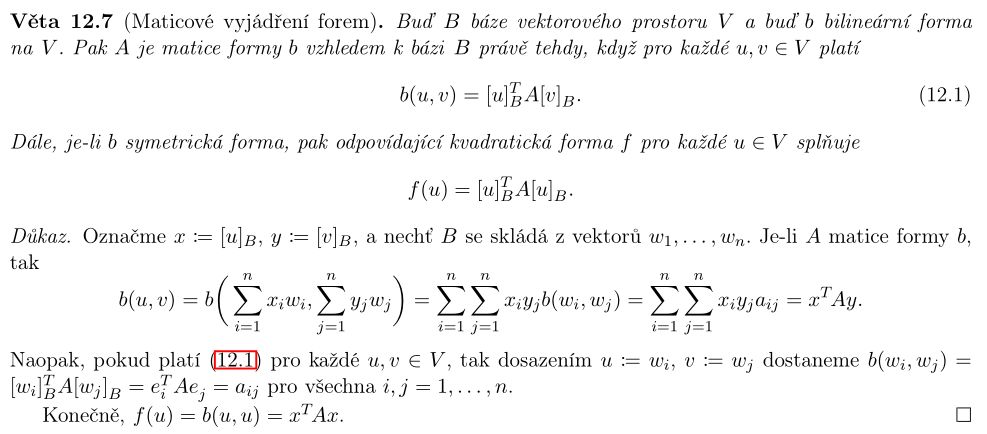 Věta 12.7 (Maticové vyjádření forem). Buď B báze vektorového prostoru V a buď b bilineární forma
na V. Pak A je matice formy b vzhledem k bázi B právě tehdy, když pro každé u, v ∈ V platí
b(u, v) = [u]_B^T A[v]_B. (12.1)
Dále, je-li b symetrická forma, pak odpovídající kvadratická forma f pro každé u ∈ V splňuje
f(u) = [u]_B^T A[u]_B.
Důkaz. Označme x ≔ [u]_B, y ≔ [v]_B, a nechť B se skládá z vektorů w_1, . . . , w_n. Je-li A matice formy b,
tak
b(u, v) = b(∑_{i=1}^n x_i w_i, ∑_{j=1}^n y_j w_j) = ∑_{i=1}^n ∑_{j=1}^n x_i y_j b(w_i, w_j) = ∑_{i=1}^n ∑_{j=1}^n x_i y_j a_{ij} = x^T Ay.
Naopak, pokud platí (12.1) pro každé u, v ∈ V, tak dosazením u ≔ w_i, v ≔ w_j dostaneme b(w_i, w_j) =
[w_i]_B^T A[w_j]_B = e_i^T Ae_j = a_{ij} pro všechna i, j = 1, . . . , n.
Konečně, f(u) = b(u, u) = x^T Ax. □